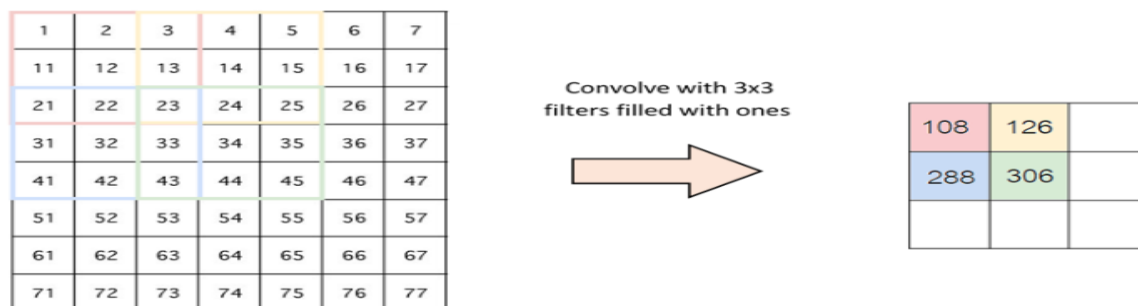 1 2 3 4 5 6 7
11 12 13 14 15 16 17
21 22 23 24 25 26 27
31 32 33 34 35 36 37
41 42 43 44 45 46 47
51 52 53 54 55 56 57
61 62 63 64 65 66 67
71 72 73 74 75 76 77
Convolve with 3x3
filters filled with ones
108 126
288 306